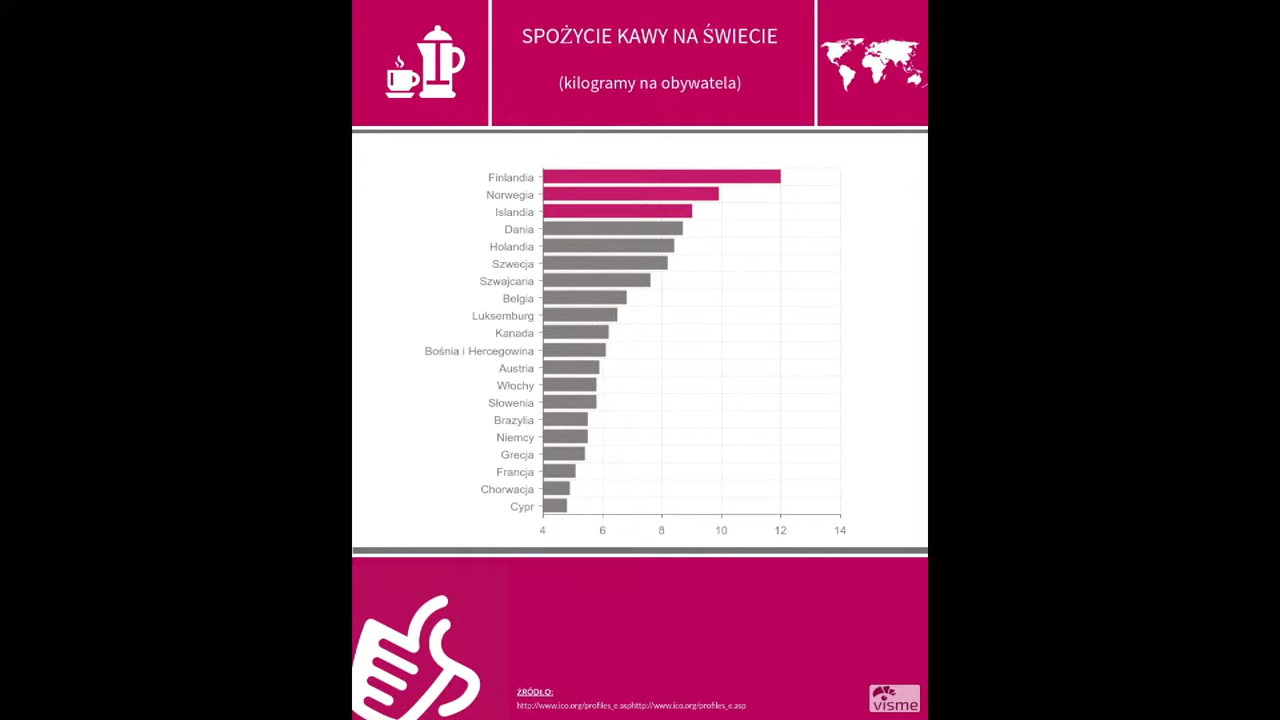 SPOŻYCIE KAWY NA ŚWIECIE
(kilogramy na obywatela)
Finlandia
Norwegia
Islandia
Dania
Holandia
Szwecja
Szwajcaria
Belgia
Luksemburg
Kanada
Bośnia i Hercegowina
Austria
Włochy
Słowenia
Brazylia
Niemcy
Grecja
Francja
Chorwacja
Cypr
4 6 8 10 12 14
ŹRÓDŁO:
http://www.ico.org/profiles_e.asphttp://www.ico.org/profiles_e.asp
visme